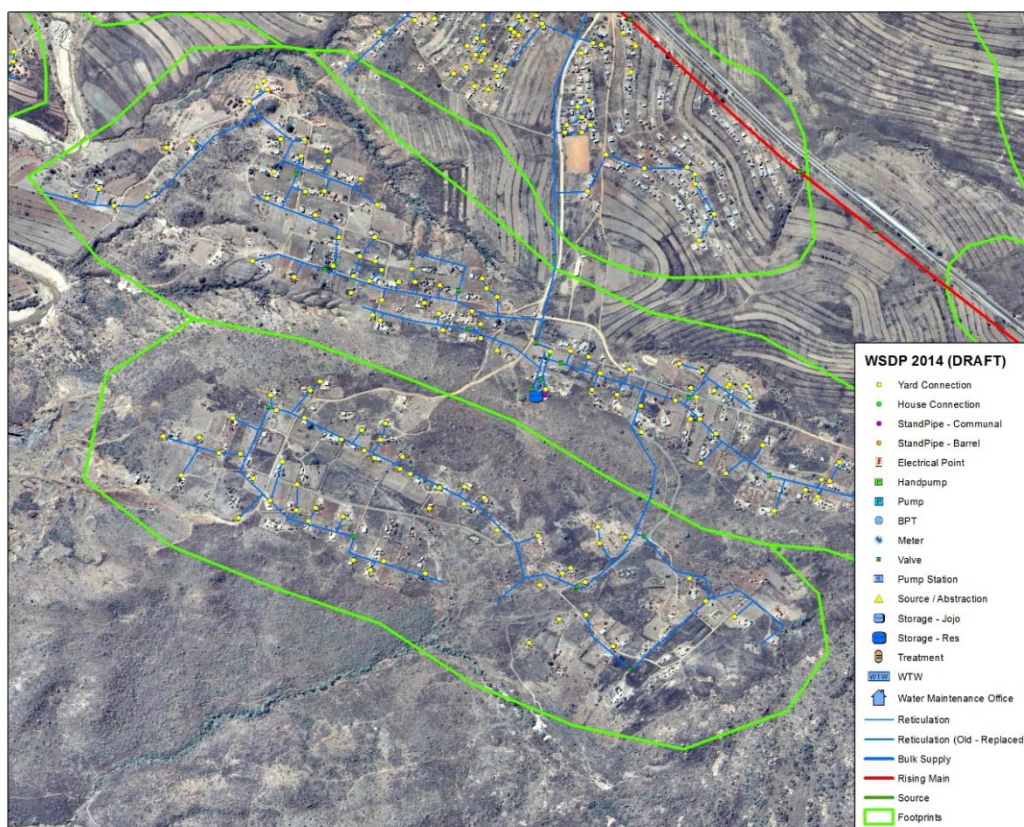 WSDP 2014 (DRAFT)
Yard Connection
House Connection
StandPipe - Communal
StandPipe - Barrel
Electrical Point
Handpump
Pump
BPT
Meter
Valve
Pump Station
Source / Abstraction
Storage - Jojo
Storage - Res
Treatment
WTW WTW
Water Maintenance Office
Reticulation
Reticulation (Old - Replaced
Bulk Supply
Rising Main
Source
Footprints